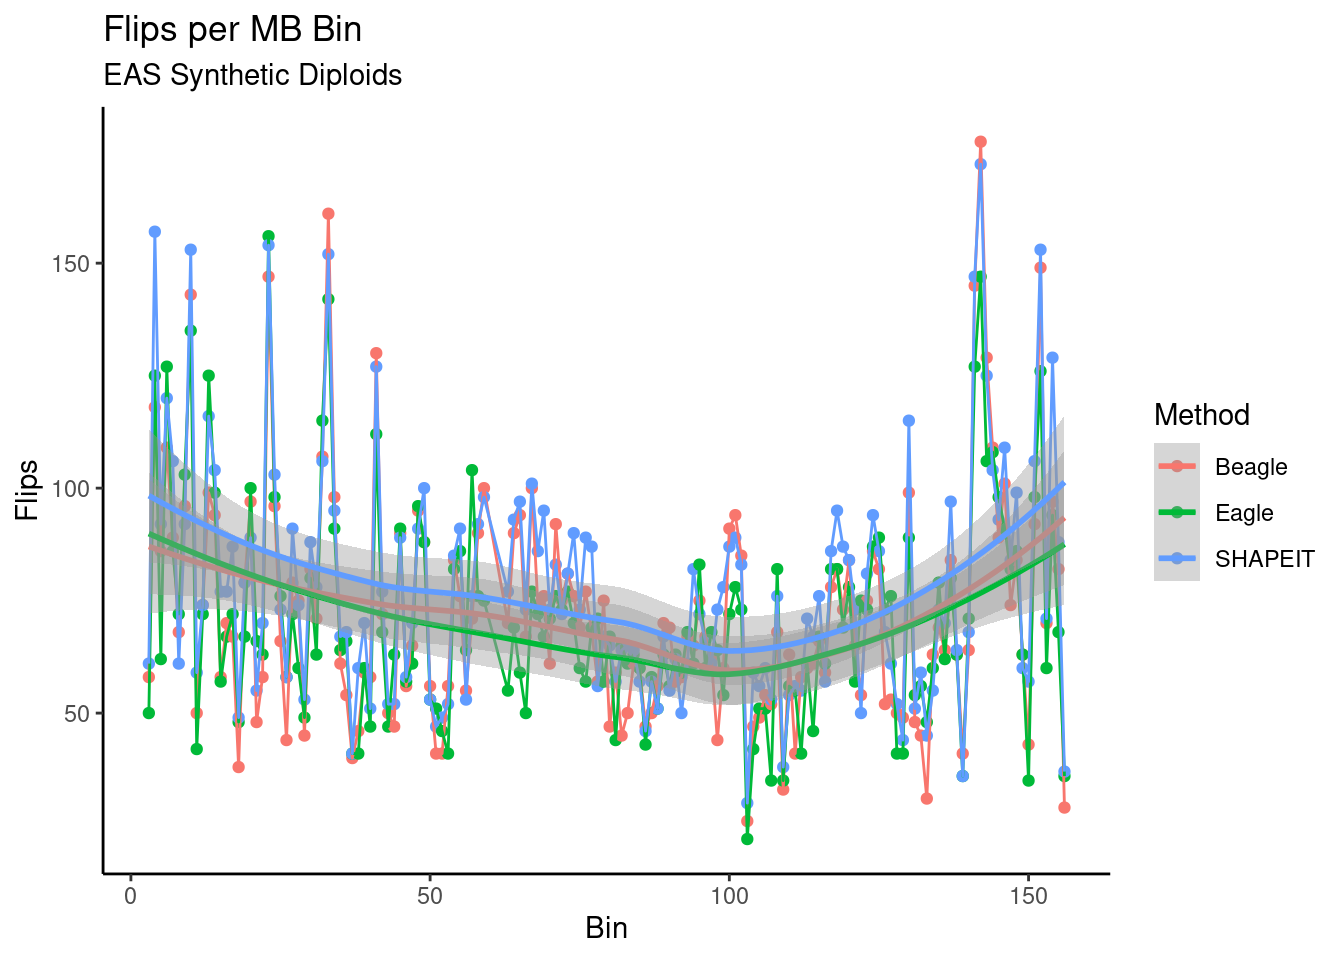 Flips per MB Bin
EAS Synthetic Diploids
Flips
150
100
50
0 50 100 150
Bin
Method
Beagle
Eagle
SHAPEIT